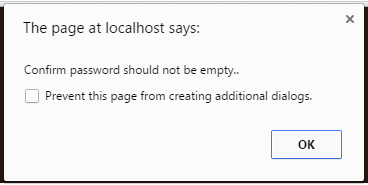 The page at localhost says:
Confirm password should not be empty..
Prevent this page from creating additional dialogs.
OK